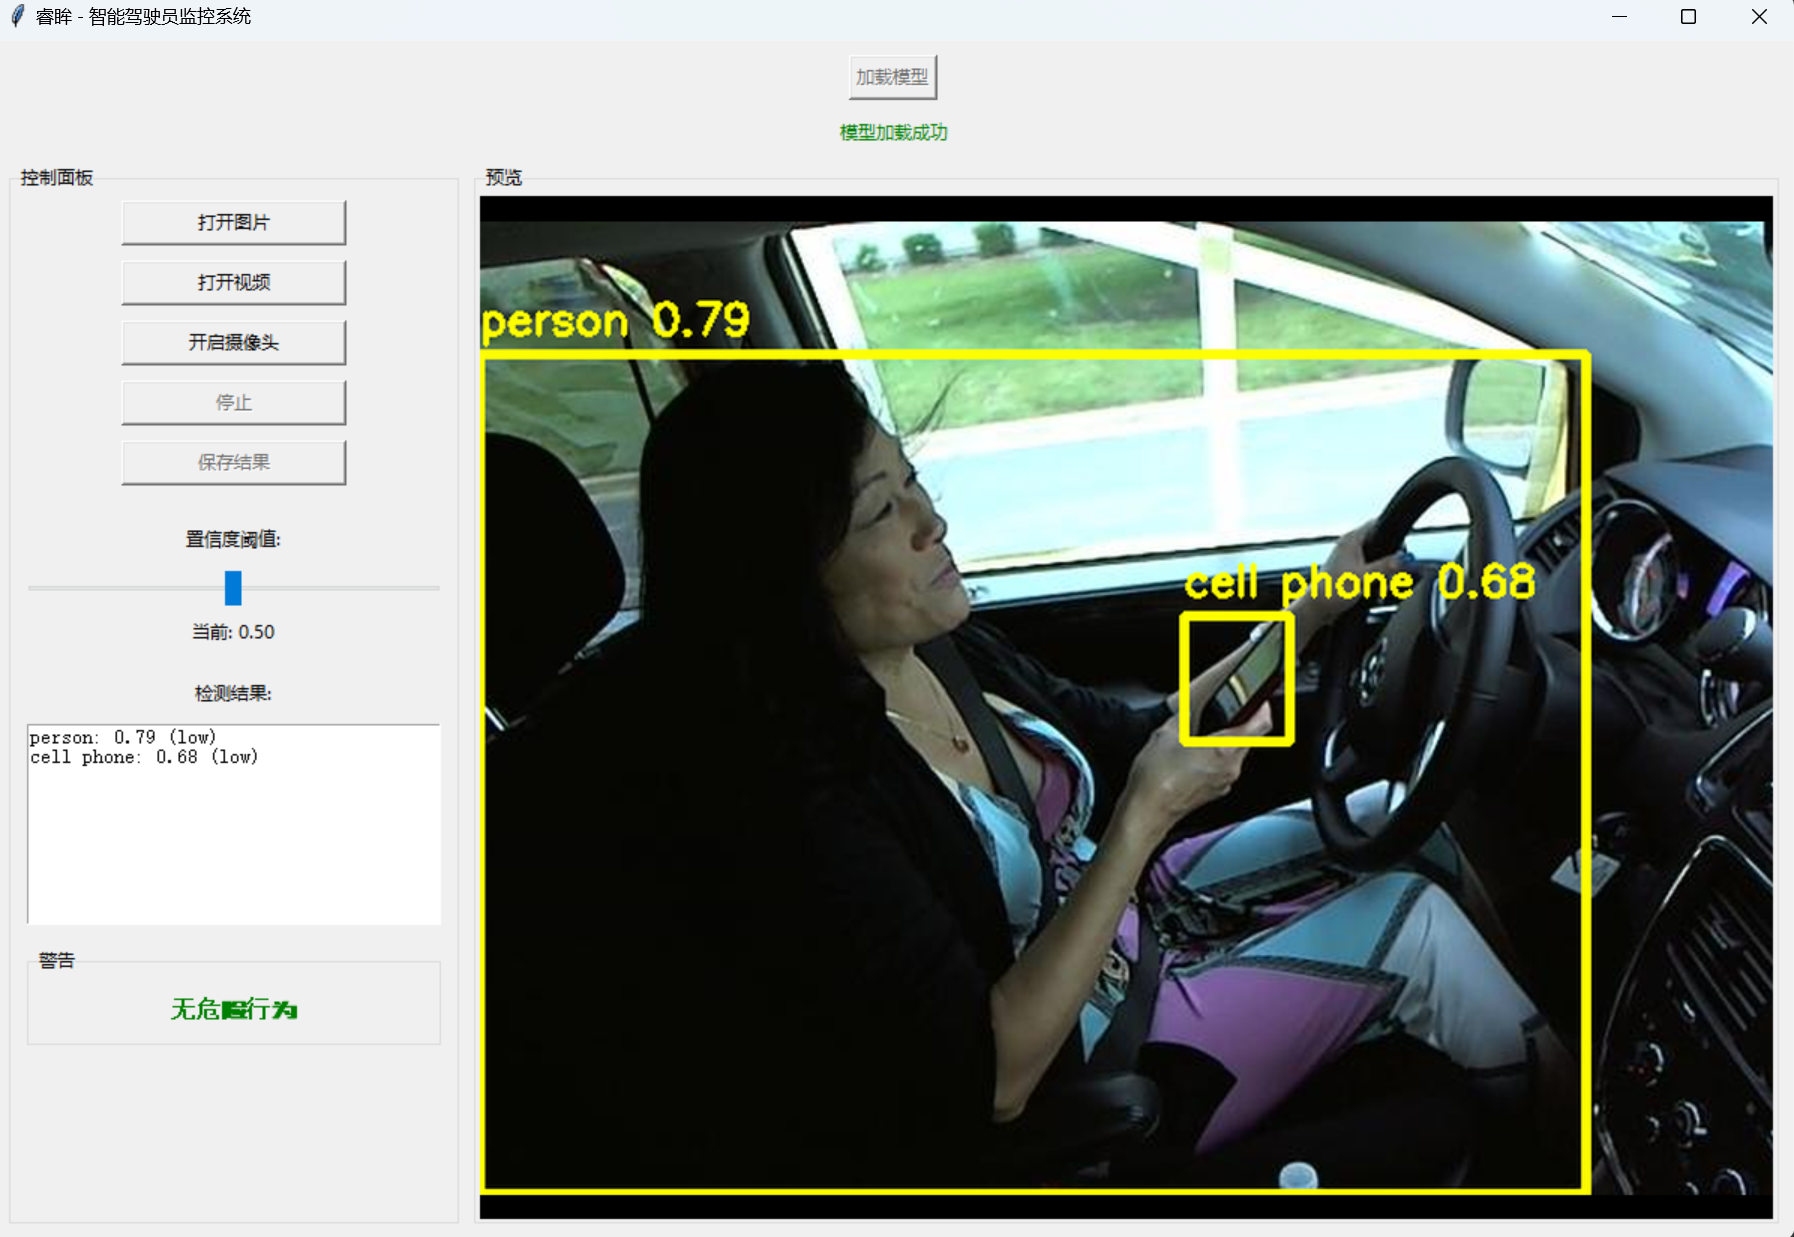 睿眸 - 智能驾驶员监控系统
加载模型
模型加载成功
控制面板
打开图片
打开视频
开启摄像头
停止
保存结果
置信度阈值:
当前: 0.50
检测结果:
person: 0.79 (low)
cell phone: 0.68 (low)
警告
无危险行为
预览
person 0.79
cell phone 0.68